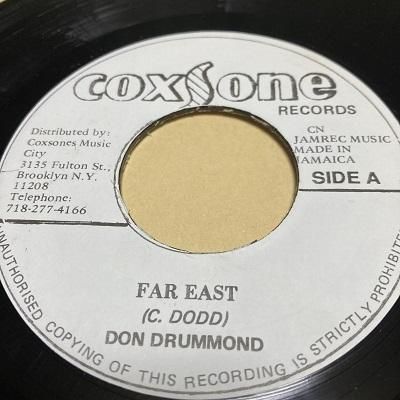 coxsone
RECORDS
Distributed by:
Coxsones Music
City
3135 Fulton St.,
Brooklyn N.Y.
11208
Telephone:
718-277-4166
CN
JAMREC MUSIC
MADE IN
JAMAICA
SIDE A
FAR EAST
(C. DODD)
DON DRUMMOND
UNAUTHORISED COPYING OF THIS RECORDING IS STRICTLY PROHIBITED